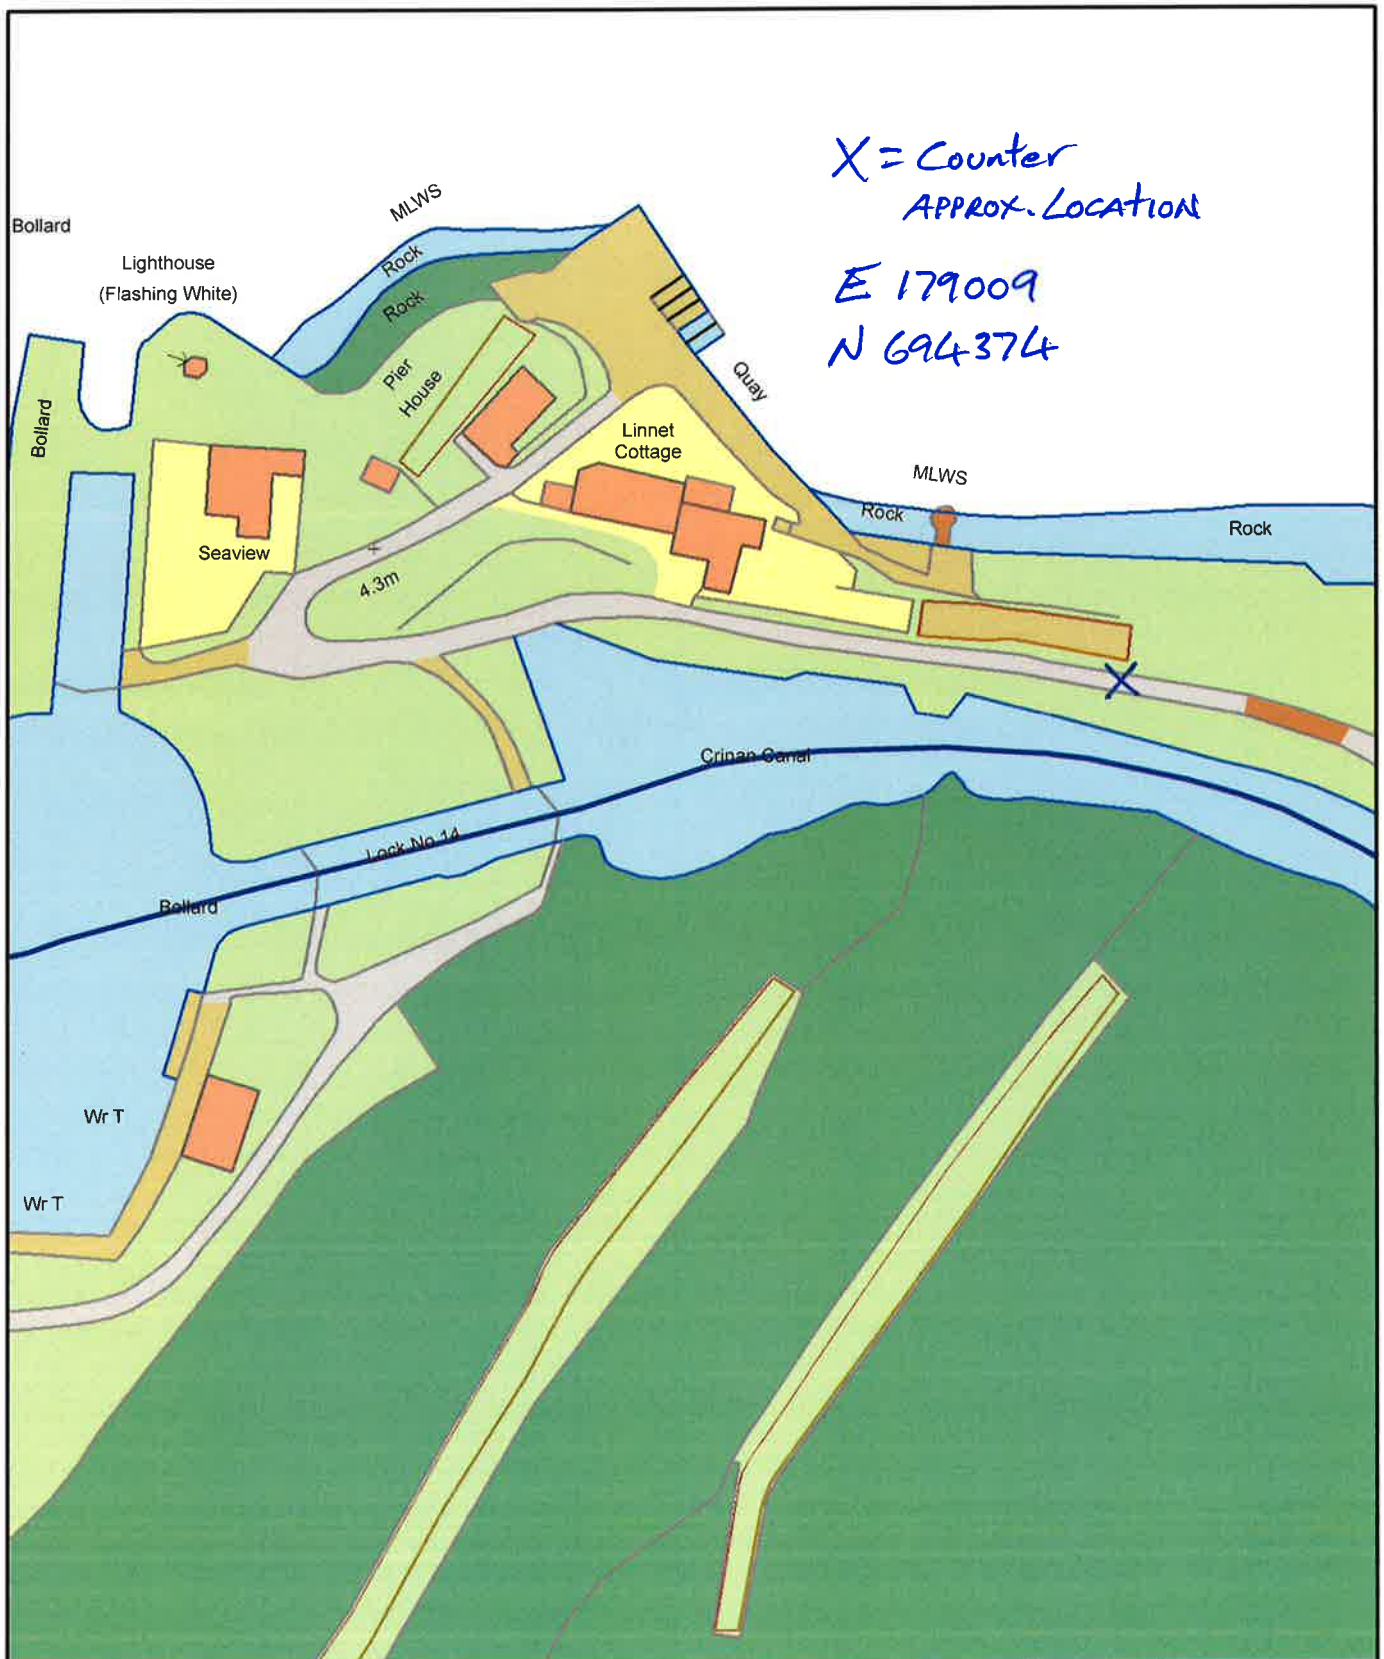 X = Counter
APPROX. LOCATION
E 179009
N 694374
MLWS
Bollard
Lighthouse
(Flashing White)
Rock
Rock
Pier
House
Quay
Bollard
Linnet
Cottage
MLWS
Rock
Rock
Seaview
4.3m
Crinan Canal
Lock No 14
Bollard
Wr T
Wr T